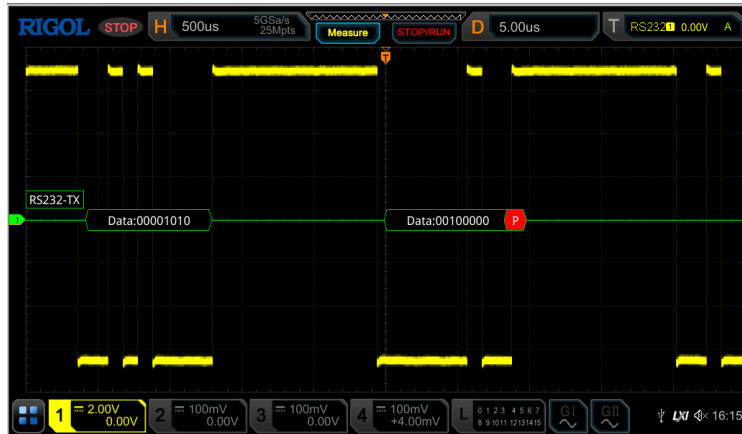 RIGOL STOP H 500us 5GSa/s 25Mpts Measure STOP/RUN D 5.00us T RS232 1 0.00V A
T
RS232-TX
1 Data:00001010 Data:00100000 P
1 2.00V 0.00V 2 100mV 0.00V 3 100mV 0.00V 4 100mV +4.00mV L 0 1 2 3 4 5 6 7 8 9 10 11 12 13 14 15 GI GII LXI 16:15